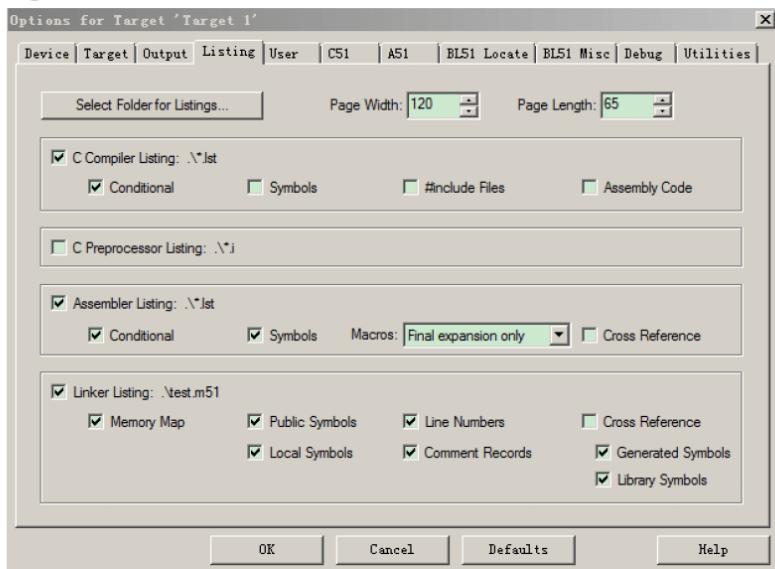 Options for Target 'Target 1'
Device Target Output Listing User C51 A51 BL51 Locate BL51 Misc Debug Utilities
Select Folder for Listings... Page Width: 120 Page Length: 65
C Compiler Listing: .\*.lst
Conditional Symbols #include Files Assembly Code
C Preprocessor Listing: .\*.i
Assembler Listing: .\*.lst
Conditional Symbols Macros: Final expansion only Cross Reference
Linker Listing: .\test.m51
Memory Map Public Symbols Line Numbers Cross Reference
Local Symbols Comment Records Generated Symbols
Library Symbols
OK Cancel Defaults Help